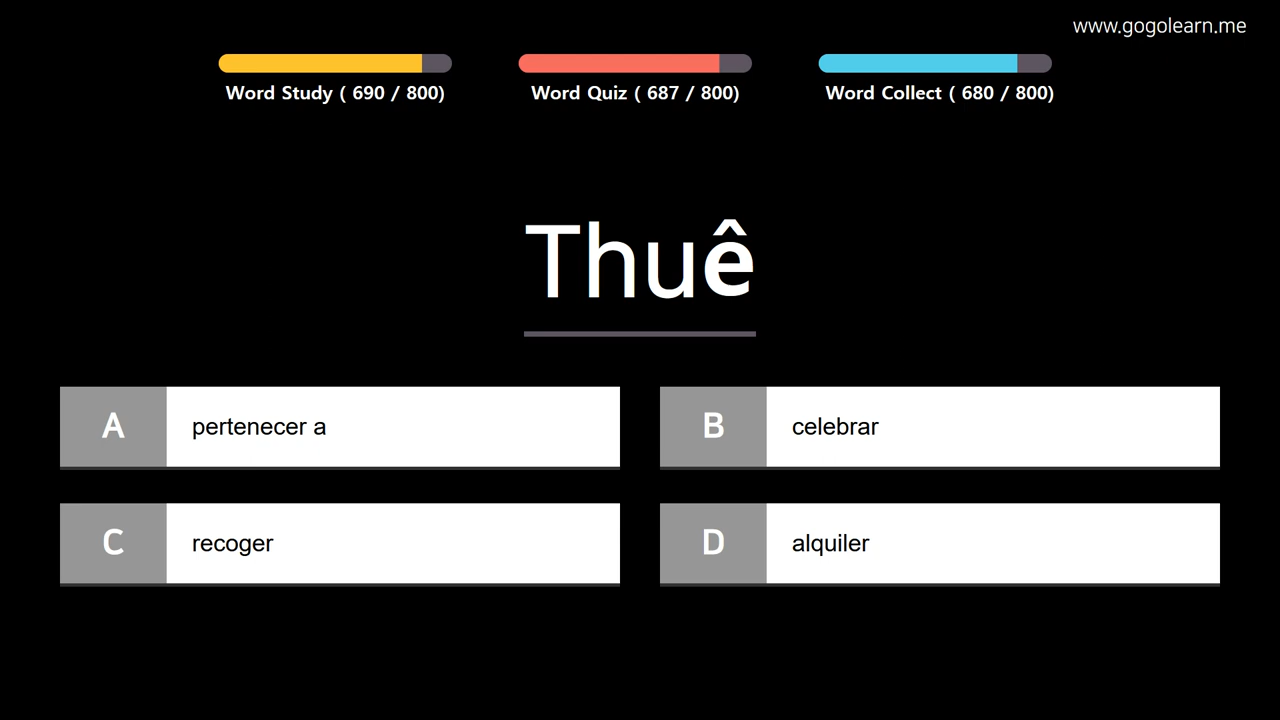 www.gogolearn.me
Word Study ( 690 / 800)
Word Quiz ( 687 / 800)
Word Collect ( 680 / 800)
Thuê
A
pertenecer a
B
celebrar
C
recoger
D
alquiler